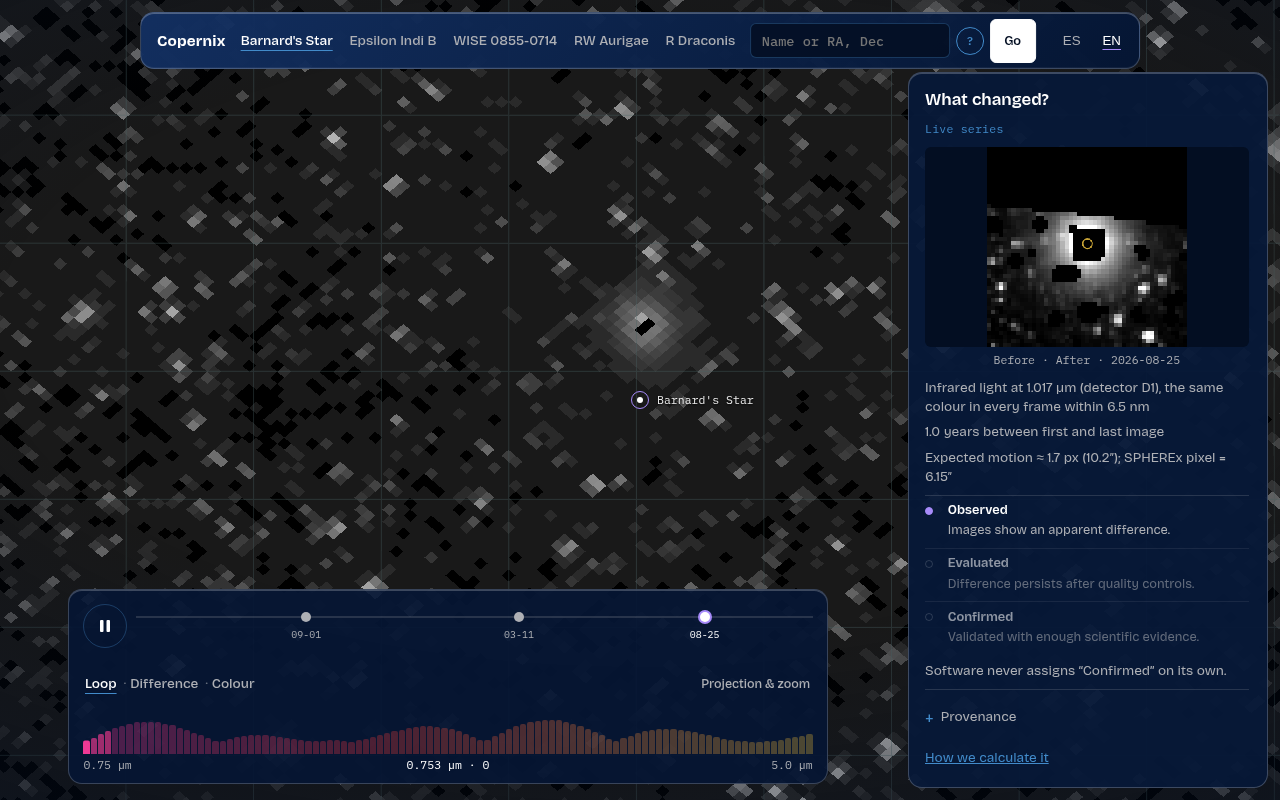 Copernix Barnard's Star Epsilon Indi B WISE 0855-0714 RW Aurigae R Draconis Name or RA, Dec ? Go ES EN
What changed?
Live series
Before · After · 2026-08-25
Infrared light at 1.017 µm (detector D1), the same
colour in every frame within 6.5 nm
1.0 years between first and last image
Expected motion ≈ 1.7 px (10.2″); SPHEREx pixel =
6.15″
Observed
Images show an apparent difference.
Evaluated
Difference persists after quality controls.
Confirmed
Validated with enough scientific evidence.
Software never assigns “Confirmed” on its own.
+ Provenance
How we calculate it
Barnard's Star
09-01 03-11 08-25
Loop · Difference · Colour Projection & zoom
0.75 µm 0.753 µm · 0 5.0 µm